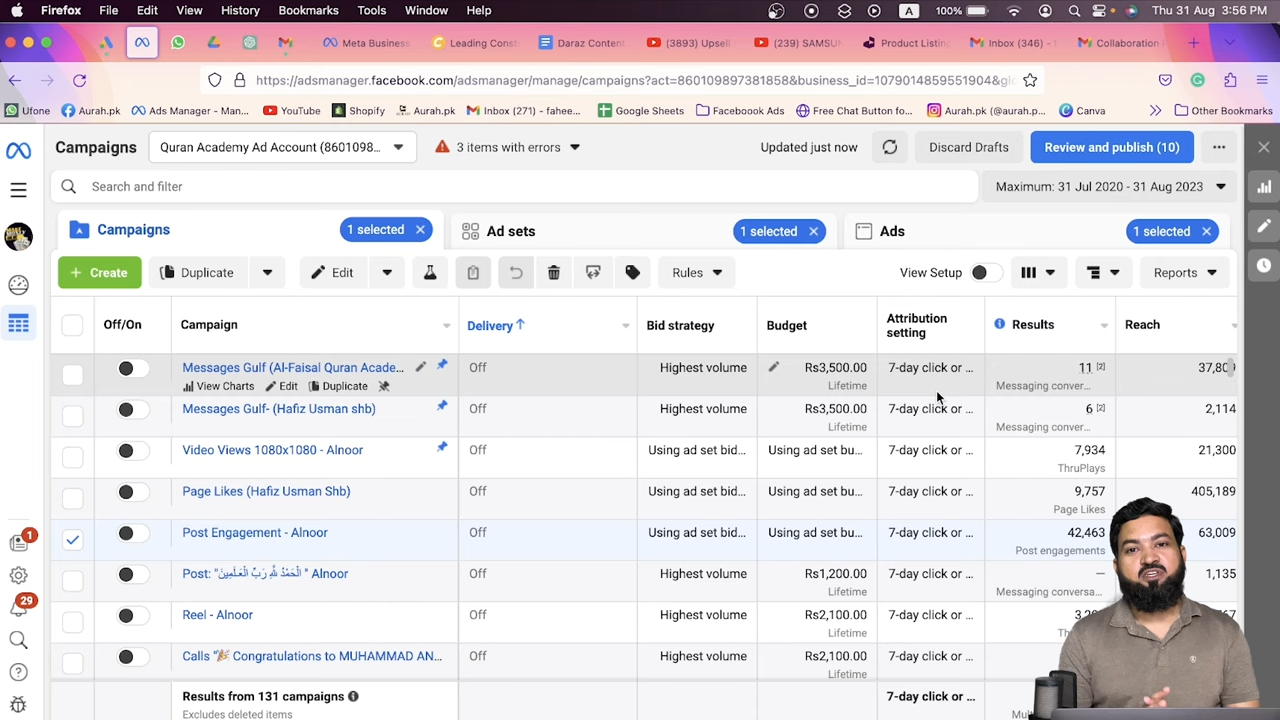 Firefox File Edit View History Bookmarks Tools Window Help A 100% Thu 31 Aug 3:56 PM
Meta Business Leading Const Daraz Content (3893) Upsell (239) SAMSU Product Listing Inbox (346) - Collaboration
https://adsmanager.facebook.com/adsmanager/manage/campaigns?act=860109897381858&business_id=1079014859551904&glo
Ufone Facebook Ads Manager - Man... YouTube Shopify Aurah.pk Inbox (271) - fahee... Google Sheets Faceboook Ads Free Chat Button fo... Aurah.pk (@aurah.p... Canva Other Bookmarks
Campaigns Quran Academy Ad Account (8601098... 3 items with errors Updated just now Discard Drafts Review and publish (10)
Search and filter Maximum: 31 Jul 2020 - 31 Aug 2023
Campaigns 1 selected Ad sets 1 selected Ads 1 selected
+ Create Duplicate Edit Rules View Setup Reports
Off/On Campaign Delivery ↑ Bid strategy Budget Attribution setting Results Reach
Messages Gulf (Al-Faisal Quran Acade... Off Highest volume Rs3,500.00 7-day click or ... 11 [2] 37,809
View Charts Edit Duplicate Lifetime Messaging conver...
Messages Gulf- (Hafiz Usman shb) Off Highest volume Rs3,500.00 7-day click or ... 6 [2] 2,114
Lifetime Messaging conver...
Video Views 1080x1080 - Alnoor Off Using ad set bid... Using ad set bu... 7-day click or ... 7,934 21,300
ThruPlays
Page Likes (Hafiz Usman Shb) Off Using ad set bid... Using ad set bu... 7-day click or ... 9,757 405,189
Page Likes
Post Engagement - Alnoor Off Using ad set bid... Using ad set bu... 7-day click or ... 42,463 63,009
1 Post engagements
Post: "الْحَمْدُ لِلَّهِ رَبِّ الْعَلَمِينَ" Alnoor Off Highest volume Rs1,200.00 7-day click or ... — 1,135
Lifetime Messaging conversa...
29
Reel - Alnoor Off Highest volume Rs2,100.00 7-day click or ...
Lifetime
Calls "🎉 Congratulations to MUHAMMAD AN... Off Highest volume Rs2,100.00 7-day click or ...
Lifetime
Results from 131 campaigns 7-day click or ...
Excludes deleted items